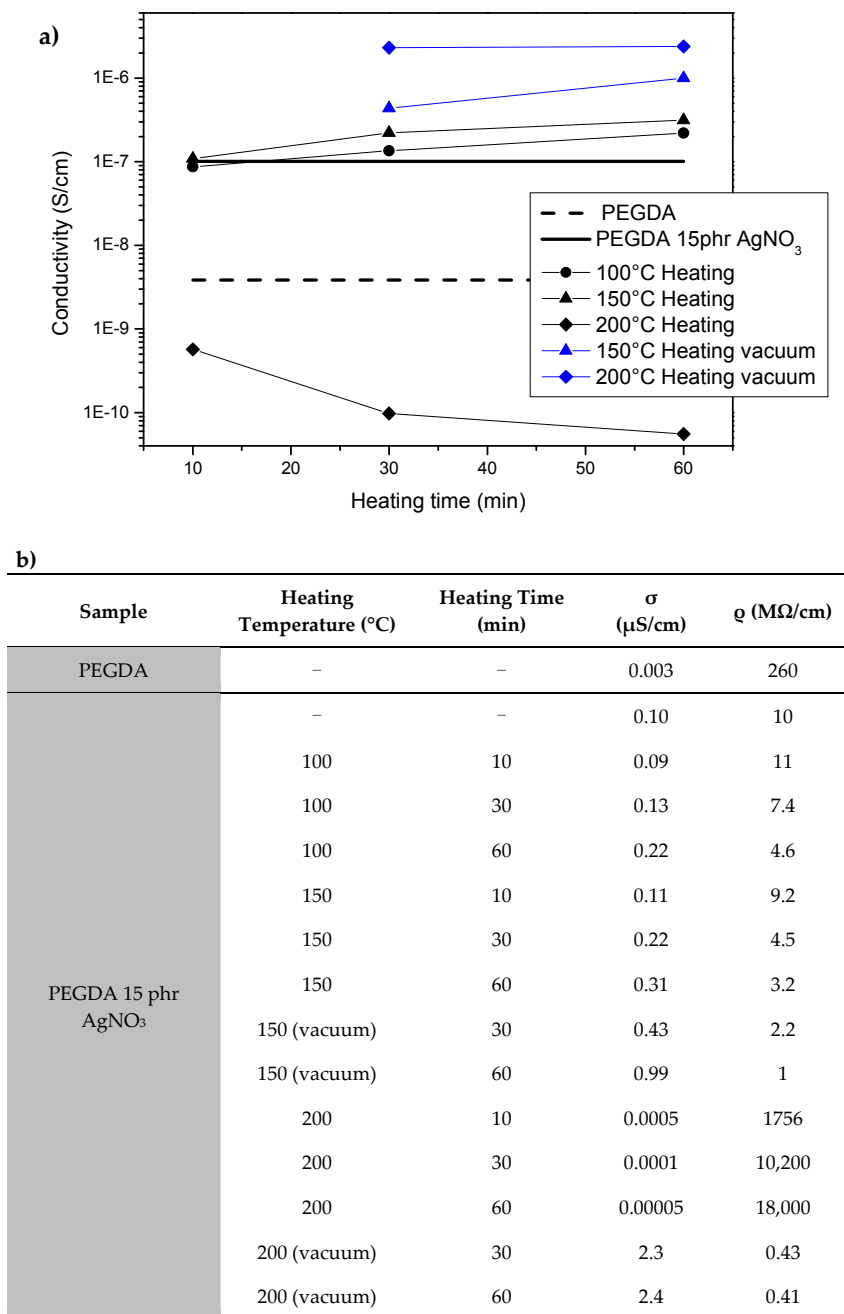 a)
1E-6
1E-7
1E-8
1E-9
1E-10
Conductivity (S/cm)
10 20 30 40 50 60
Heating time (min)
PEGDA
PEGDA 15phr AgNO₃
100°C Heating
150°C Heating
200°C Heating
150°C Heating vacuum
200°C Heating vacuum
b)
Sample Heating Temperature (°C) Heating Time (min) σ (µS/cm) ϱ (MΩ/cm)
PEGDA – – 0.003 260
PEGDA 15 phr AgNO₃
– – 0.10 10
100 10 0.09 11
100 30 0.13 7.4
100 60 0.22 4.6
150 10 0.11 9.2
150 30 0.22 4.5
150 60 0.31 3.2
150 (vacuum) 30 0.43 2.2
150 (vacuum) 60 0.99 1
200 10 0.0005 1756
200 30 0.0001 10,200
200 60 0.00005 18,000
200 (vacuum) 30 2.3 0.43
200 (vacuum) 60 2.4 0.41